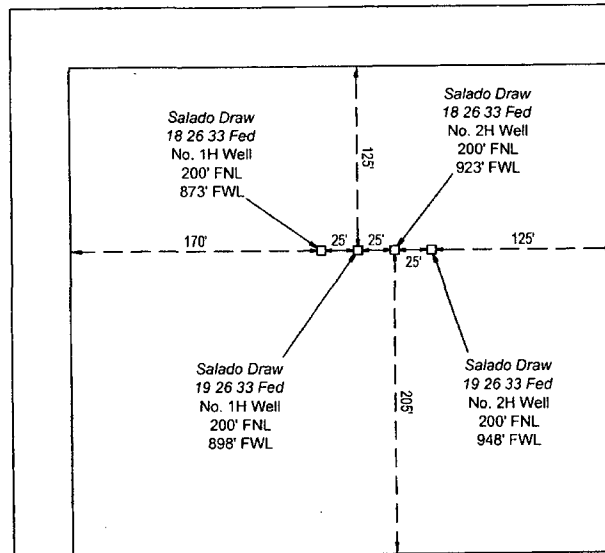 Salado Draw
18 26 33 Fed
No. 1H Well
200' FNL
873' FWL
Salado Draw
18 26 33 Fed
No. 2H Well
200' FNL
923' FWL
125'
170'
25'
25'
25'
125'
205'
Salado Draw
19 26 33 Fed
No. 1H Well
200' FNL
898' FWL
Salado Draw
19 26 33 Fed
No. 2H Well
200' FNL
948' FWL